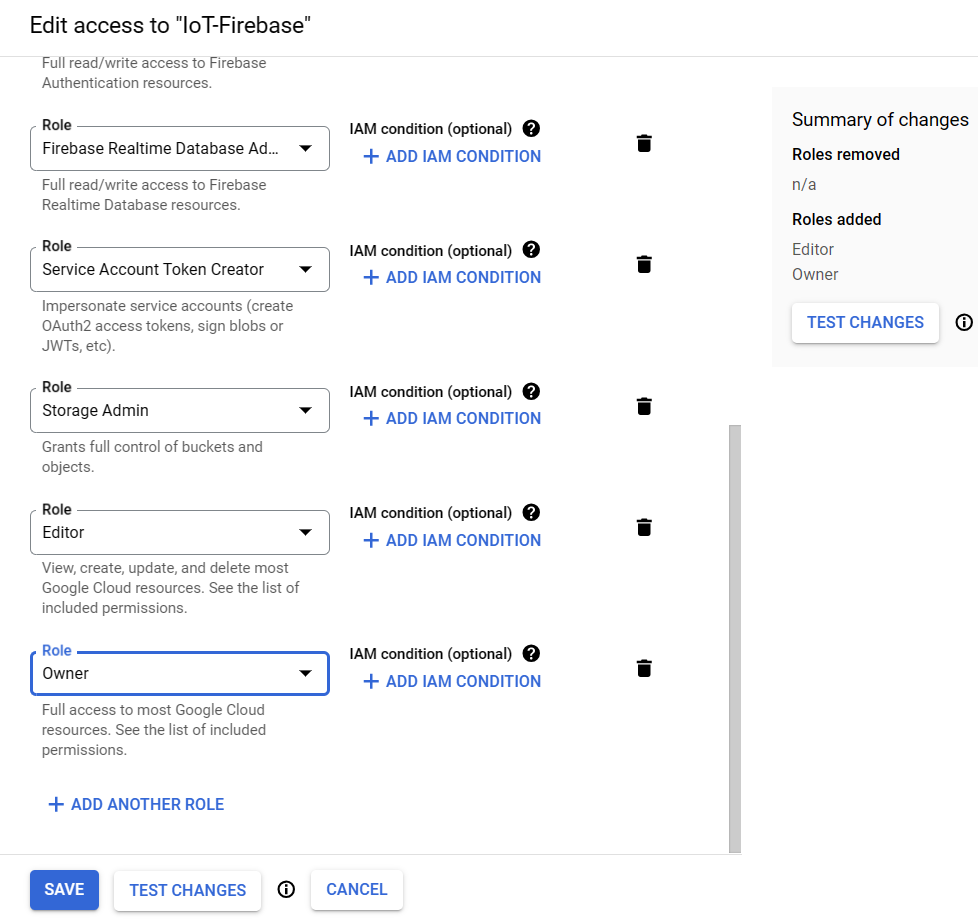 Edit access to "IoT-Firebase"
Full read/write access to Firebase
Authentication resources.
Role
Firebase Realtime Database Ad...
IAM condition (optional) ?
+ ADD IAM CONDITION
Full read/write access to Firebase
Realtime Database resources.
Role
Service Account Token Creator
IAM condition (optional) ?
+ ADD IAM CONDITION
Impersonate service accounts (create
OAuth2 access tokens, sign blobs or
JWTs, etc).
Role
Storage Admin
IAM condition (optional) ?
+ ADD IAM CONDITION
Grants full control of buckets and
objects.
Role
Editor
IAM condition (optional) ?
+ ADD IAM CONDITION
View, create, update, and delete most
Google Cloud resources. See the list of
included permissions.
Role
Owner
IAM condition (optional) ?
+ ADD IAM CONDITION
Full access to most Google Cloud
resources. See the list of included
permissions.
+ ADD ANOTHER ROLE
SAVE TEST CHANGES CANCEL
Summary of changes
Roles removed
n/a
Roles added
Editor
Owner
TEST CHANGES